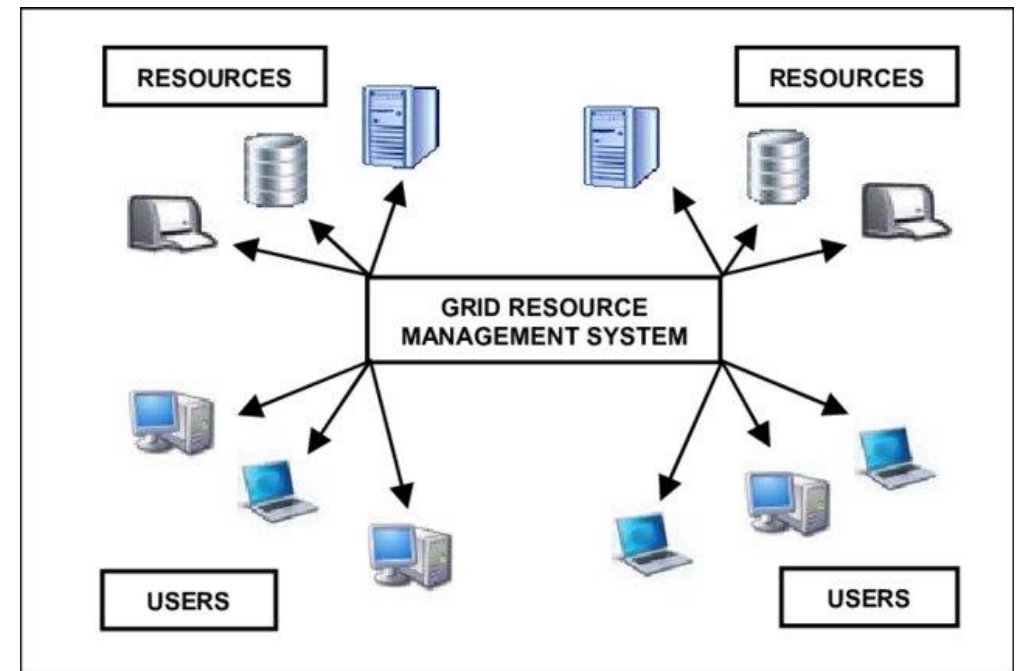 RESOURCES
RESOURCES
GRID RESOURCE
MANAGEMENT SYSTEM
USERS
USERS